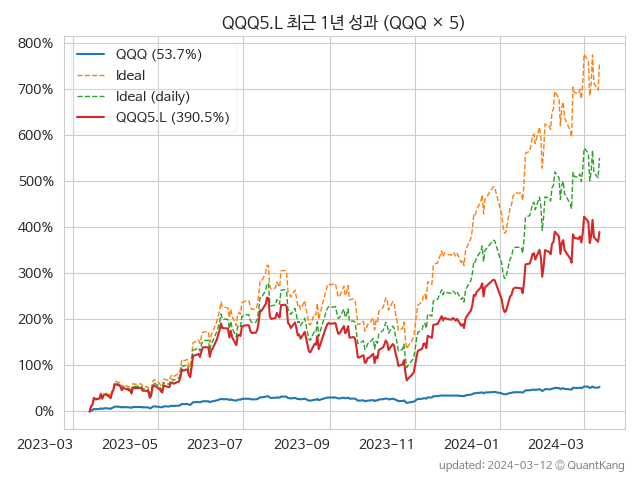 QQQ5.L 최근 1년 성과 (QQQ × 5)
QQQ (53.7%)
Ideal
Ideal (daily)
QQQ5.L (390.5%)
800%
700%
600%
500%
400%
300%
200%
100%
0%
2023-03 2023-05 2023-07 2023-09 2023-11 2024-01 2024-03
updated: 2024-03-12 © QuantKang